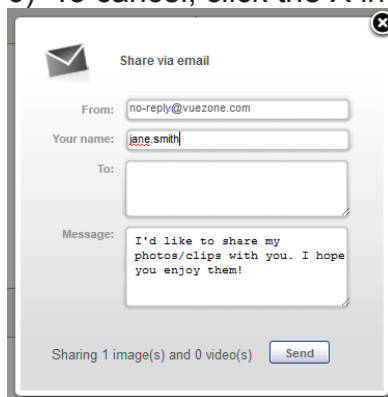 To cancel, click the X in
Share via email
From: no-reply@vuezone.com
Your name: jane.smith
To:
Message: I'd like to share my
photos/clips with you. I hope
you enjoy them!
Sharing 1 image(s) and 0 video(s) Send